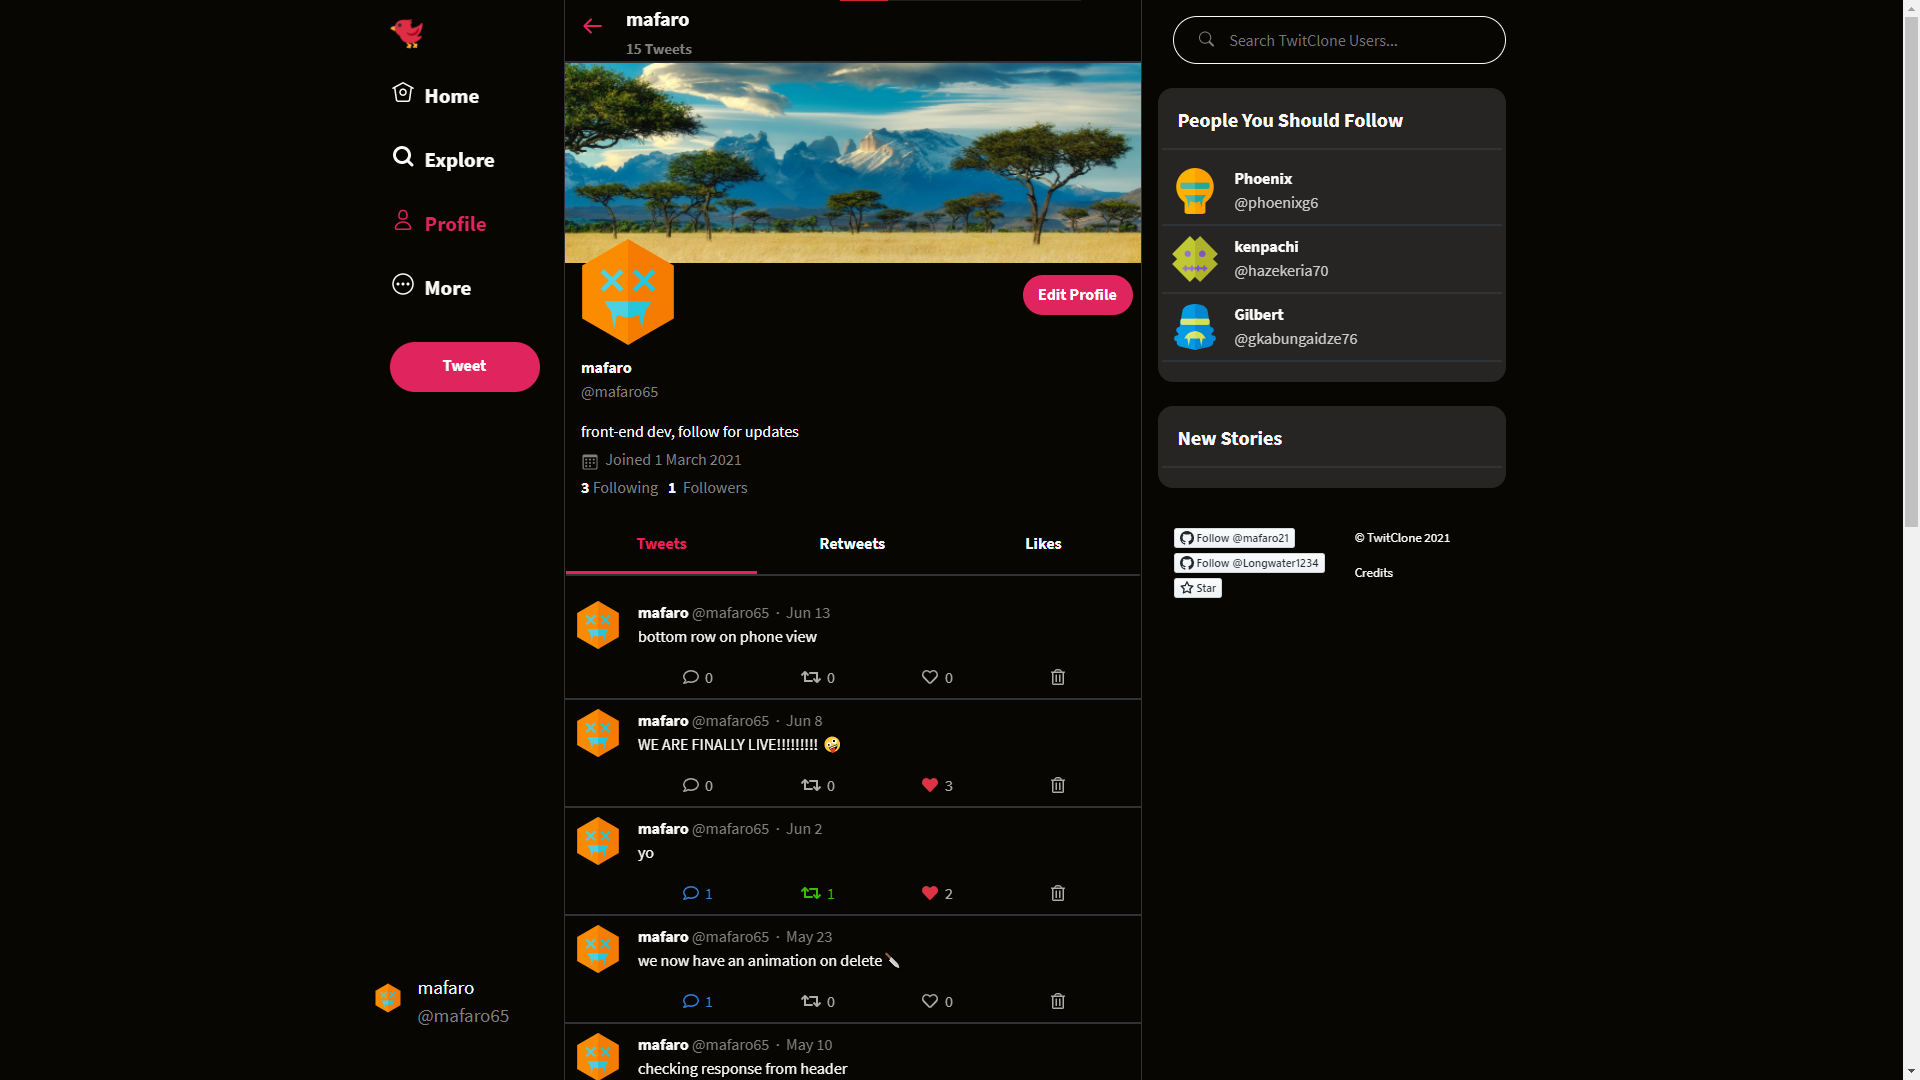 Home
Explore
Profile
More
Tweet
mafaro
@mafaro65
mafaro
15 Tweets
Edit Profile
mafaro
@mafaro65
front-end dev, follow for updates
Joined 1 March 2021
3 Following 1 Followers
Tweets Retweets Likes
mafaro @mafaro65 · Jun 13
bottom row on phone view
0 0 0
mafaro @mafaro65 · Jun 8
WE ARE FINALLY LIVE!!!!!!!!! 🤪
0 0 3
mafaro @mafaro65 · Jun 2
yo
1 1 2
mafaro @mafaro65 · May 23
we now have an animation on delete 🔪
1 0 0
mafaro @mafaro65 · May 10
checking response from header
Search TwitClone Users...
People You Should Follow
Phoenix
@phoenixg6
kenpachi
@hazekeria70
Gilbert
@gkabungaidze76
New Stories
Follow @mafaro21
Follow @Longwater1234
Star
© TwitClone 2021
Credits